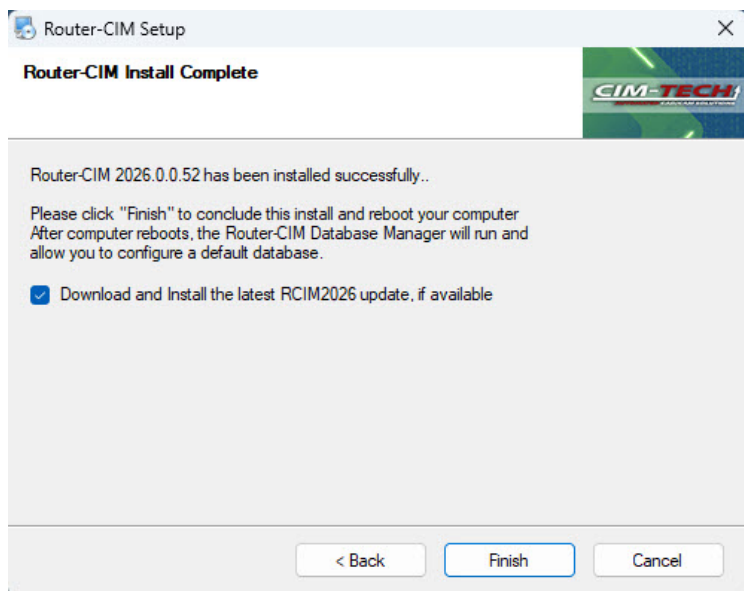 Router-CIM Setup
Router-CIM Install Complete
CIM-TECH
Router-CIM 2026.0.0.52 has been installed successfully..
Please click "Finish" to conclude this install and reboot your computer
After computer reboots, the Router-CIM Database Manager will run and
allow you to configure a default database.
Download and Install the latest RCIM2026 update, if available
< Back
Finish
Cancel